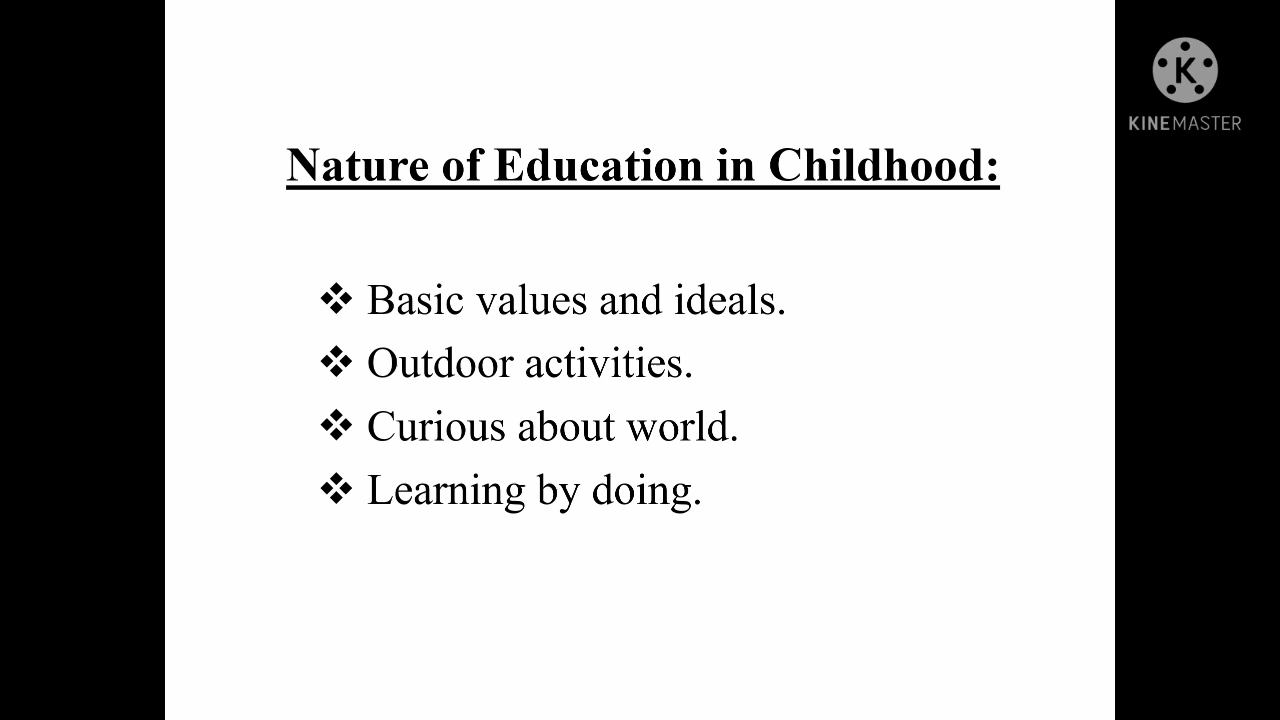 Nature of Education in Childhood:
❖ Basic values and ideals.
❖ Outdoor activities.
❖ Curious about world.
❖ Learning by doing.
K
KINEMASTER